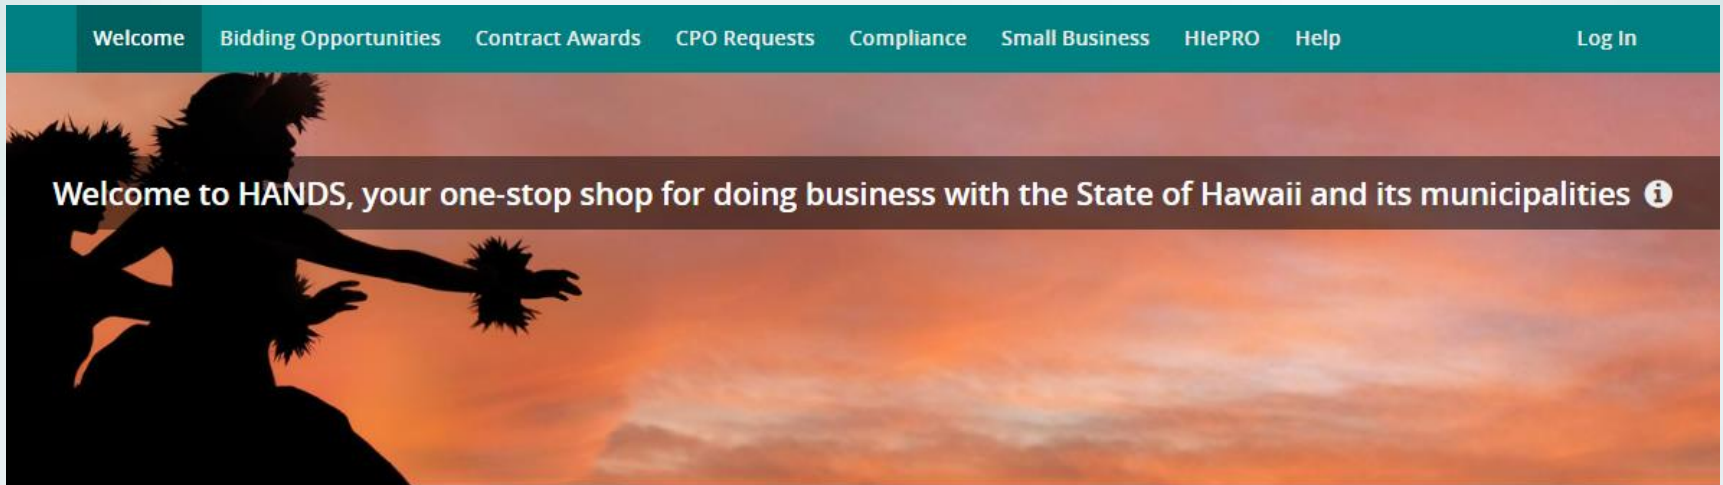 Welcome Bidding Opportunities Contract Awards CPO Requests Compliance Small Business HIePRO Help Log In
Welcome to HANDS, your one-stop shop for doing business with the State of Hawaii and its municipalities